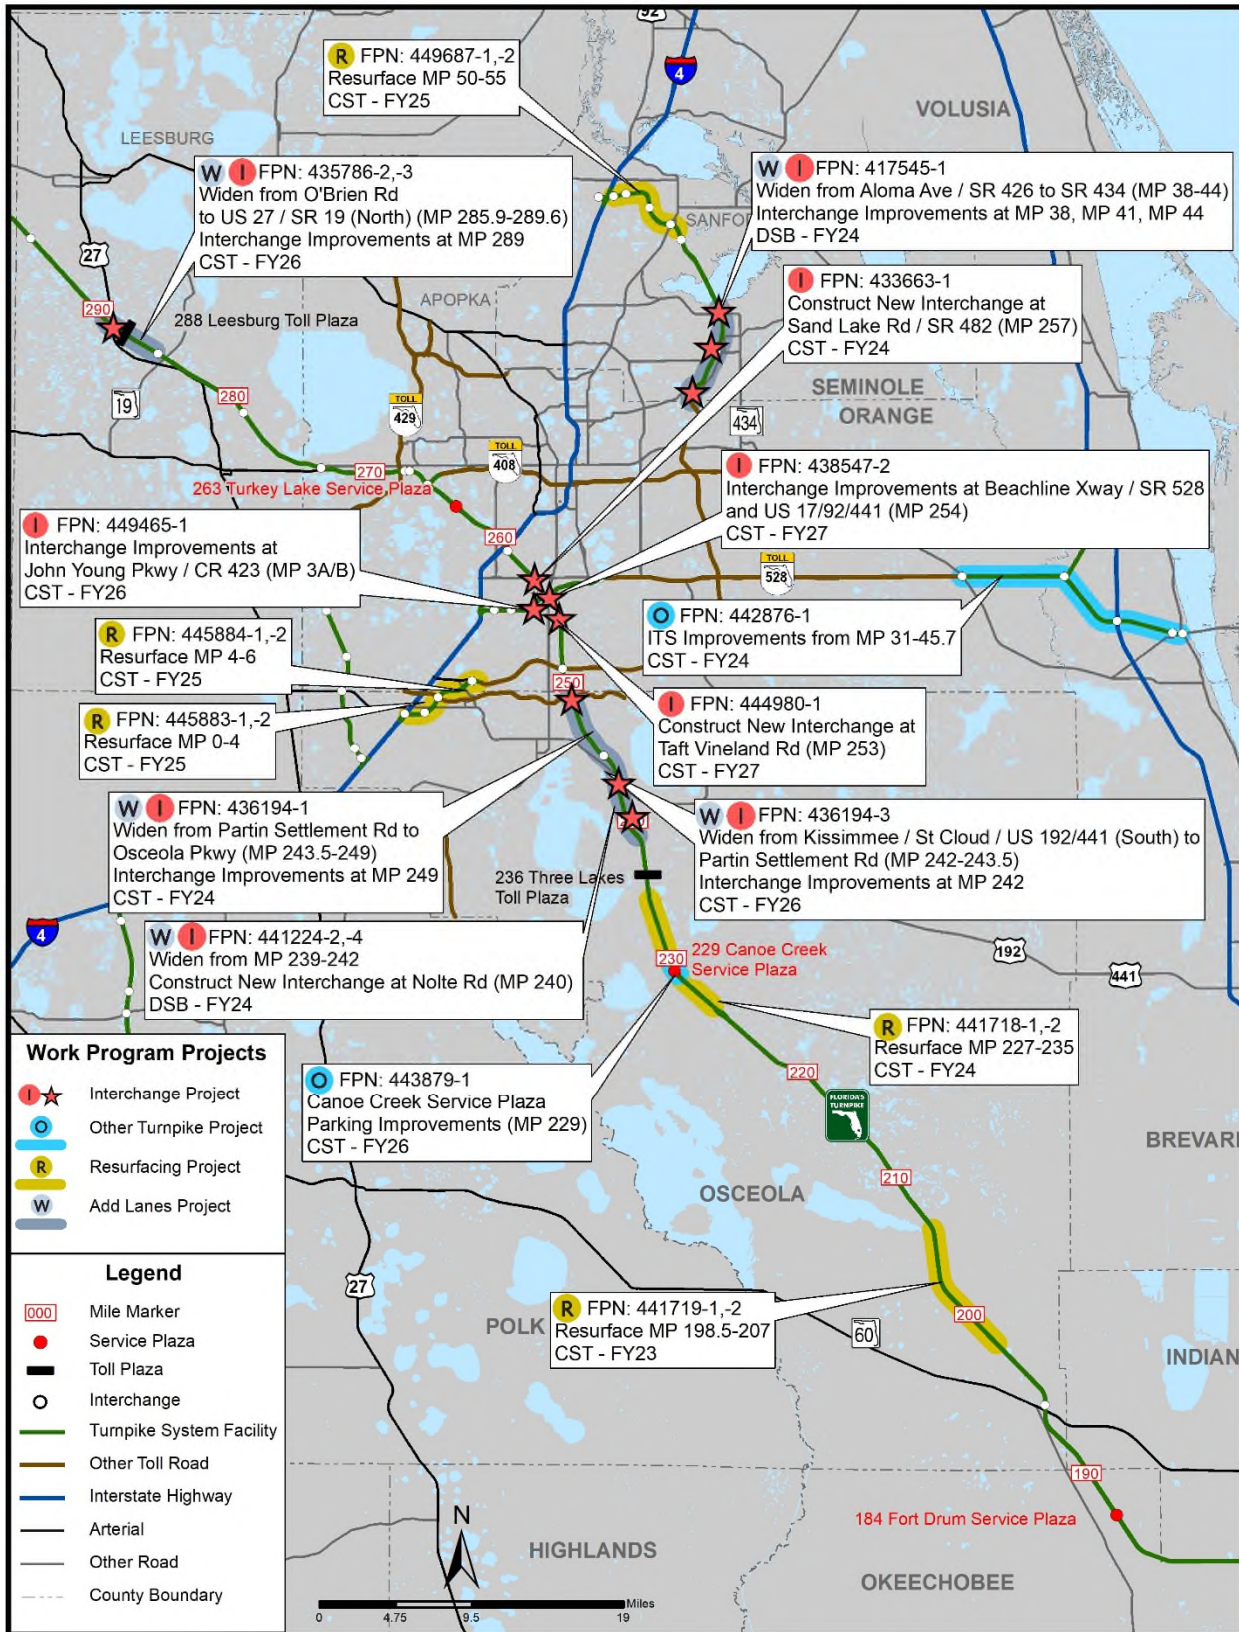 92
R FPN: 449687-1,-2
Resurface MP 50-55
CST - FY25
4
VOLUSIA
LEESBURG
W I FPN: 435786-2,-3
Widen from O'Brien Rd
to US 27 / SR 19 (North) (MP 285.9-289.6)
Interchange Improvements at MP 289
CST - FY26
W I FPN: 417545-1
Widen from Aloma Ave / SR 426 to SR 434 (MP 38-44)
Interchange Improvements at MP 38, MP 41, MP 44
DSB - FY24
27
I FPN: 433663-1
Construct New Interchange at
Sand Lake Rd / SR 482 (MP 257)
CST - FY24
290
288 Leesburg Toll Plaza
APOPKA
19
280
TOLL
429
SEMINOLE
ORANGE
434
TOLL
408
270
263 Turkey Lake Service Plaza
I FPN: 438547-2
Interchange Improvements at Beachline Xway / SR 528
and US 17/92/441 (MP 254)
CST - FY27
I FPN: 449465-1
Interchange Improvements at
John Young Pkwy / CR 423 (MP 3A/B)
CST - FY26
260
TOLL
528
O FPN: 442876-1
ITS Improvements from MP 31-45.7
CST - FY24
R FPN: 445884-1,-2
Resurface MP 4-6
CST - FY25
250
I FPN: 444980-1
Construct New Interchange at
Taft Vineland Rd (MP 253)
CST - FY27
R FPN: 445883-1,-2
Resurface MP 0-4
CST - FY25
W I FPN: 436194-1
Widen from Partin Settlement Rd to
Osceola Pkwy (MP 243.5-249)
Interchange Improvements at MP 249
CST - FY24
W I FPN: 436194-3
Widen from Kissimmee / St Cloud / US 192/441 (South) to
Partin Settlement Rd (MP 242-243.5)
Interchange Improvements at MP 242
CST - FY26
236 Three Lakes
Toll Plaza
4
W I FPN: 441224-2,-4
Widen from MP 239-242
Construct New Interchange at Nolte Rd (MP 240)
DSB - FY24
230
229 Canoe Creek
Service Plaza
192
441
R FPN: 441718-1,-2
Resurface MP 227-235
CST - FY24
O FPN: 443879-1
Canoe Creek Service Plaza
Parking Improvements (MP 229)
CST - FY26
220
FLORIDA'S
TURNPIKE
BREVARD
210
OSCEOLA
27
R FPN: 441719-1,-2
Resurface MP 198.5-207
CST - FY23
POLK
60
200
INDIAN
190
184 Fort Drum Service Plaza
HIGHLANDS
OKEECHOBEE
Work Program Projects
I Interchange Project
O Other Turnpike Project
R Resurfacing Project
W Add Lanes Project
Legend
000 Mile Marker
Service Plaza
Toll Plaza
Interchange
Turnpike System Facility
Other Toll Road
Interstate Highway
Arterial
Other Road
County Boundary
N
Miles
0 4.75 9.5 19